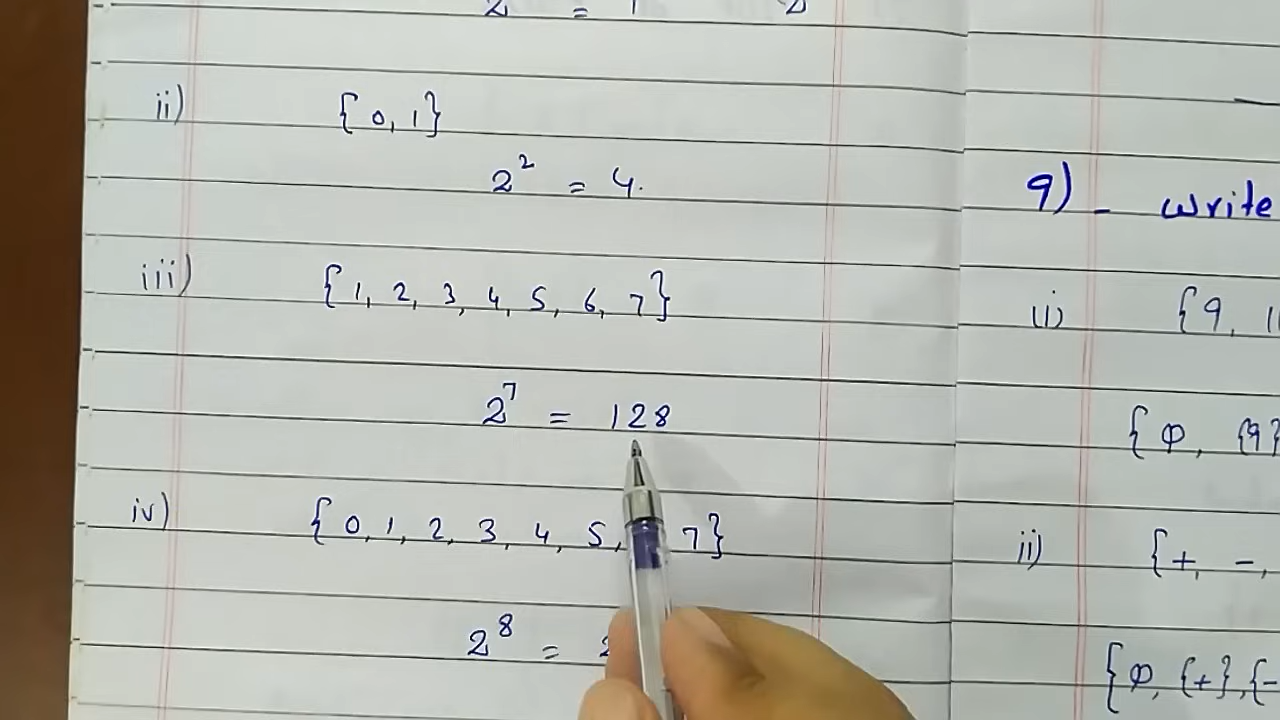 ii) {0, 1}
2² = 4.
iii) {1, 2, 3, 4, 5, 6, 7}
2⁷ = 128
iv) {0, 1, 2, 3, 4, 5, 7}
2⁸ =
9) - write
(i) {9,
{φ, {9}
ii) {+, -,
{φ, {+}, {-